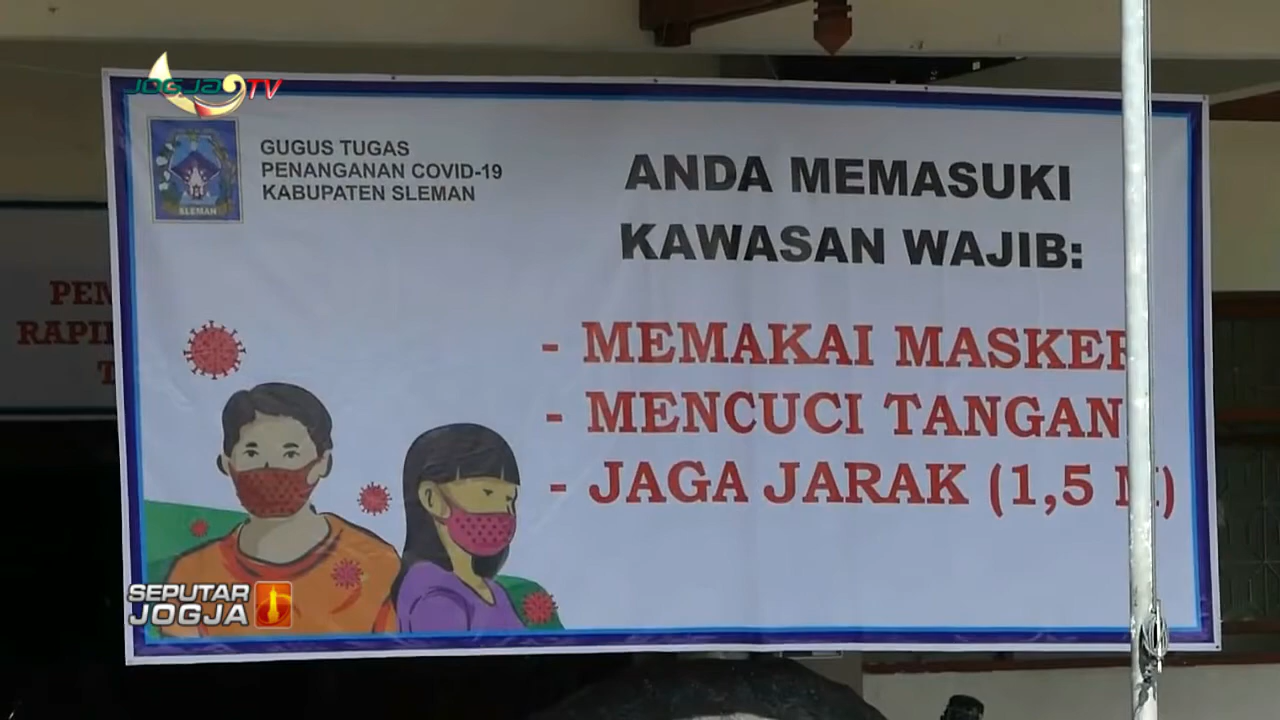 JOGJA TV
SLEMAN
GUGUS TUGAS
PENANGANAN COVID-19
KABUPATEN SLEMAN
ANDA MEMASUKI
KAWASAN WAJIB:
- MEMAKAI MASKER
- MENCUCI TANGAN
- JAGA JARAK (1,5 M)
SEPUTAR
JOGJA